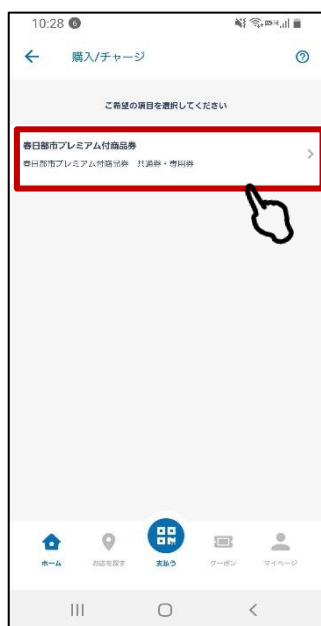 10:28 6
購入/チャージ
ご希望の項目を選択してください
春日部市プレミアム付商品券
春日部市プレミアム付商品券 共通券・専用券
ホーム
お店を探す
支払う
クーポン
マイページ